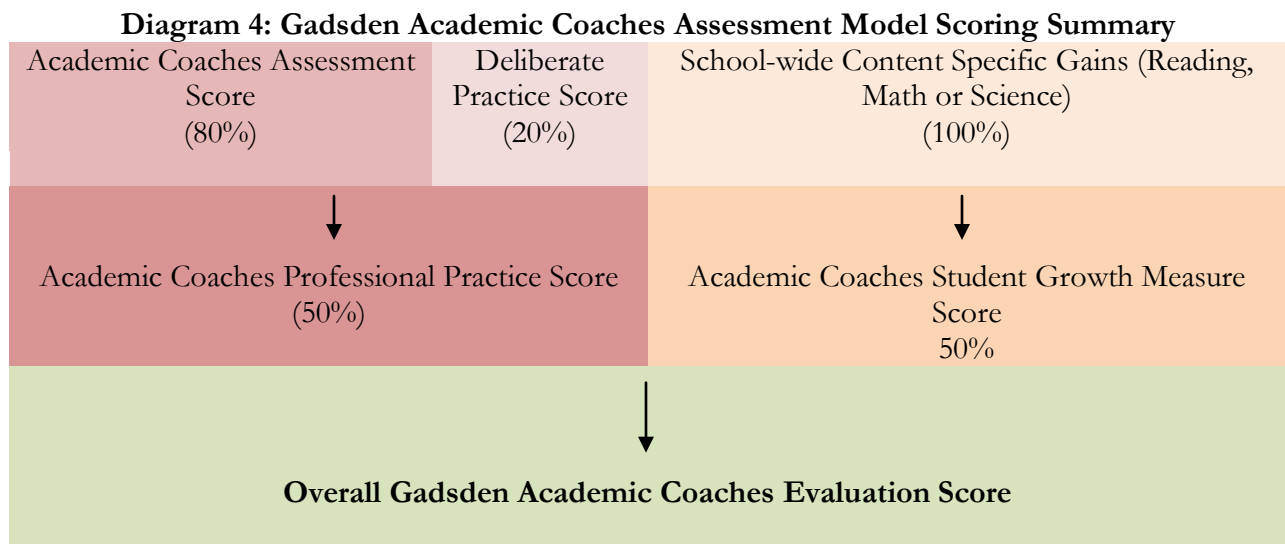 Diagram 4: Gadsden Academic Coaches Assessment Model Scoring Summary
Academic Coaches Assessment
Score
(80%)
Deliberate
Practice Score
(20%)
School-wide Content Specific Gains (Reading,
Math or Science)
(100%)
Academic Coaches Professional Practice Score
(50%)
Academic Coaches Student Growth Measure
Score
50%
Overall Gadsden Academic Coaches Evaluation Score